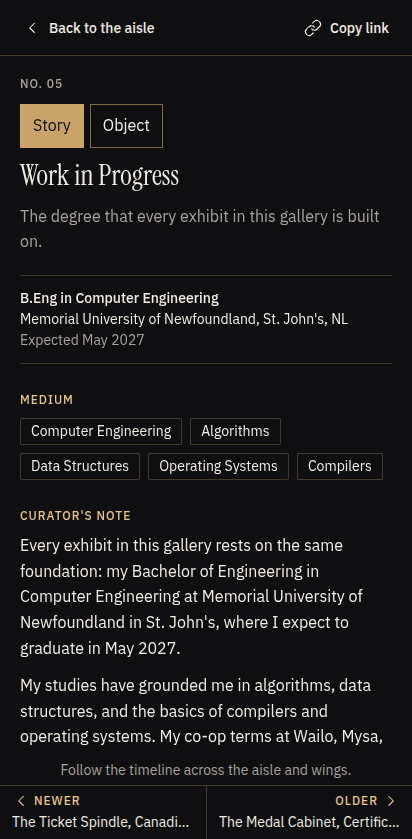 Back to the aisle
Copy link
NO. 05
Story
Object
Work in Progress
The degree that every exhibit in this gallery is built
on.
B.Eng in Computer Engineering
Memorial University of Newfoundland, St. John's, NL
Expected May 2027
MEDIUM
Computer Engineering
Algorithms
Data Structures
Operating Systems
Compilers
CURATOR'S NOTE
Every exhibit in this gallery rests on the same
foundation: my Bachelor of Engineering in
Computer Engineering at Memorial University of
Newfoundland in St. John's, where I expect to
graduate in May 2027.
My studies have grounded me in algorithms, data
structures, and the basics of compilers and
operating systems. My co-op terms at Wailo, Mysa,
Follow the timeline across the aisle and wings.
NEWER
The Ticket Spindle, Canadi...
OLDER
The Medal Cabinet, Certific...